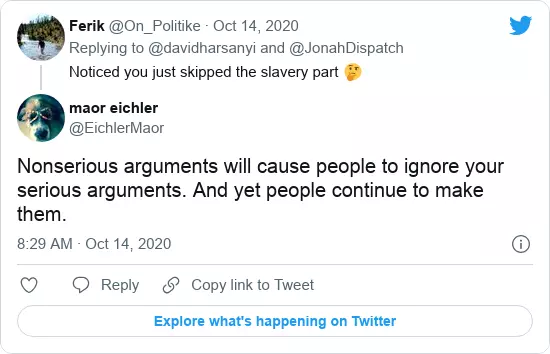 Ferik @On_Politike · Oct 14, 2020
Replying to @davidharsanyi and @JonahDispatch
Noticed you just skipped the slavery part 🤔
maor eichler
@EichlerMaor
Nonserious arguments will cause people to ignore your
serious arguments. And yet people continue to make
them.
8:29 AM · Oct 14, 2020
Reply
Copy link to Tweet
Explore what's happening on Twitter